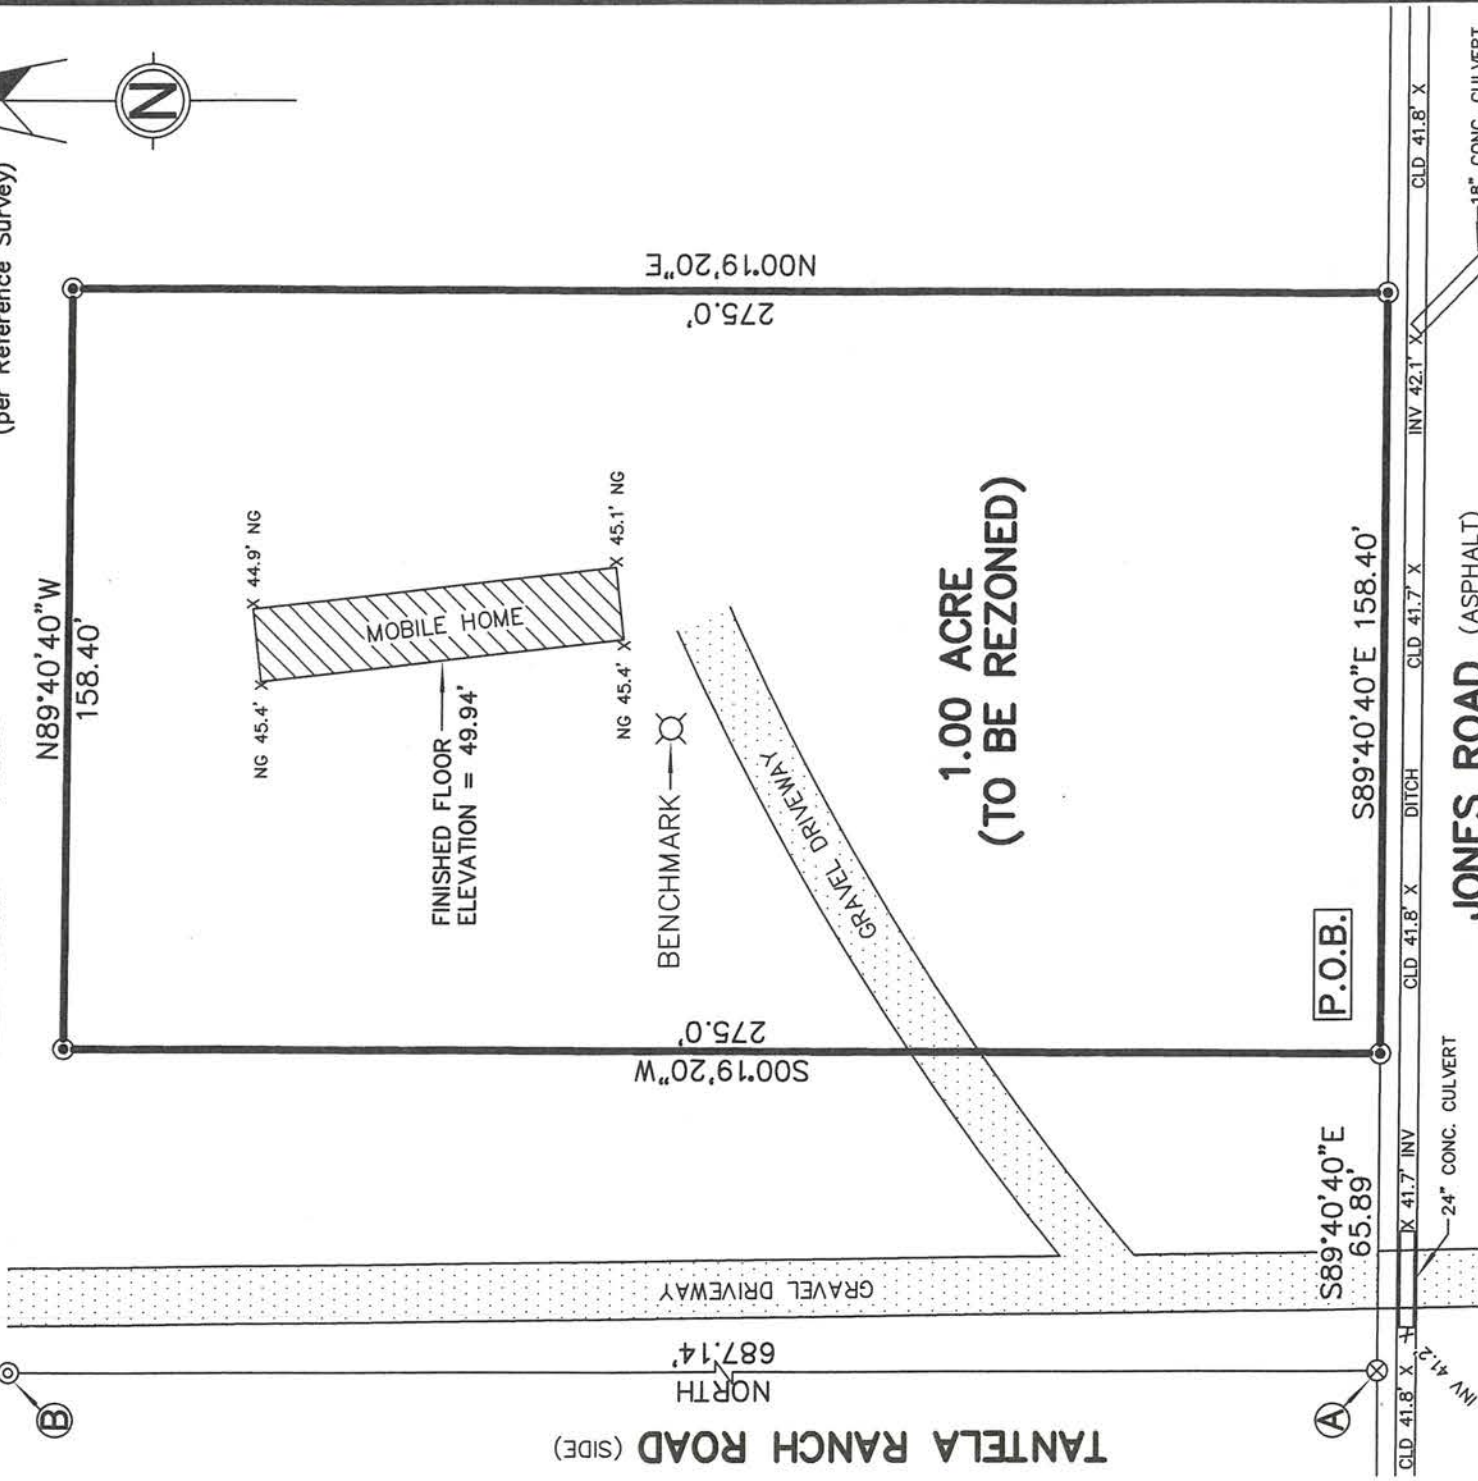 (per Reference Survey)
N
N89°40'40"W
158.40'
N00°19'20"E
275.0'
X 44.9' NG
NG 45.4' X
MOBILE HOME
X 45.1' NG
NG 45.4' X
FINISHED FLOOR
ELEVATION = 49.94'
BENCHMARK
GRAVEL DRIVEWAY
1.00 ACRE
(TO BE REZONED)
S00°19'20"W
275.0'
P.O.B.
S89°40'40"E 158.40'
S89°40'40"E
65.89'
GRAVEL DRIVEWAY
NORTH
687.14'
TANTELA RANCH ROAD (SIDE)
B
A
CLD 41.8' X
INV 41.2'
X 41.7' INV
24" CONC. CULVERT
CLD 41.8' X
DITCH
CLD 41.7' X
INV 42.1' X
CLD 41.8' X
18" CONC. CULVERT
JONES ROAD (ASPHALT)